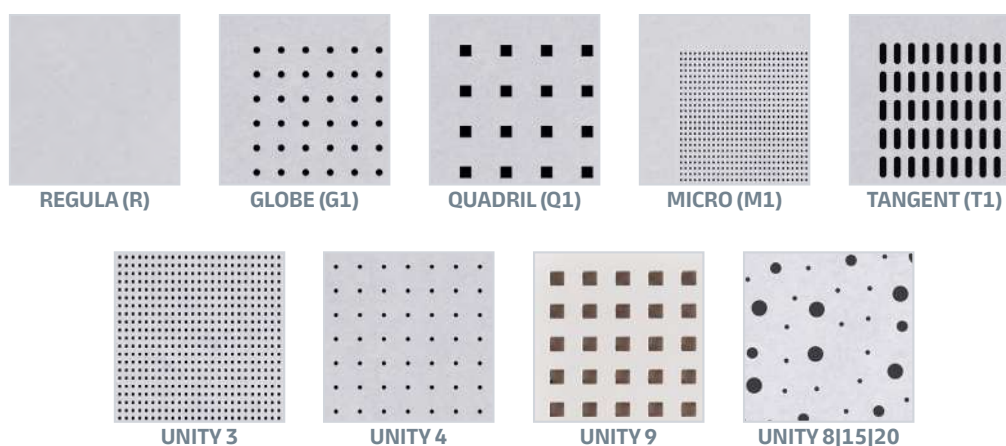 REGULA (R)
GLOBE (G1)
QUADRIL (Q1)
MICRO (M1)
TANGENT (T1)
UNITY 3
UNITY 4
UNITY 9
UNITY 8|15|20